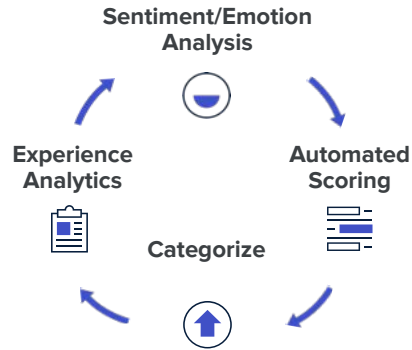 Sentiment/Emotion
Analysis
Experience
Analytics
Automated
Scoring
Categorize